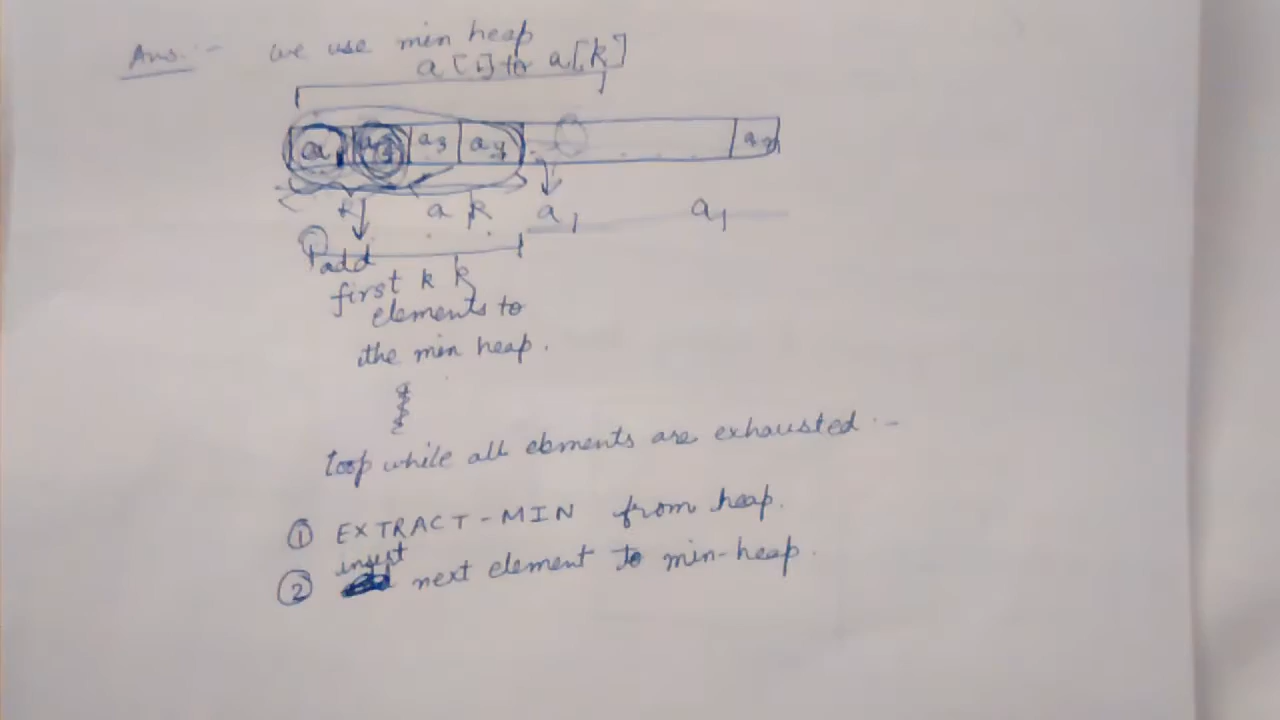 Ans:- we use min heap
a[1] to a[k]
a1 a3 a4 an
k a k a1 a1
① add
first k k
elements to
the min heap.
loop while all elements are exhausted :-
① EXTRACT-MIN from heap.
insert
② next element to min-heap.